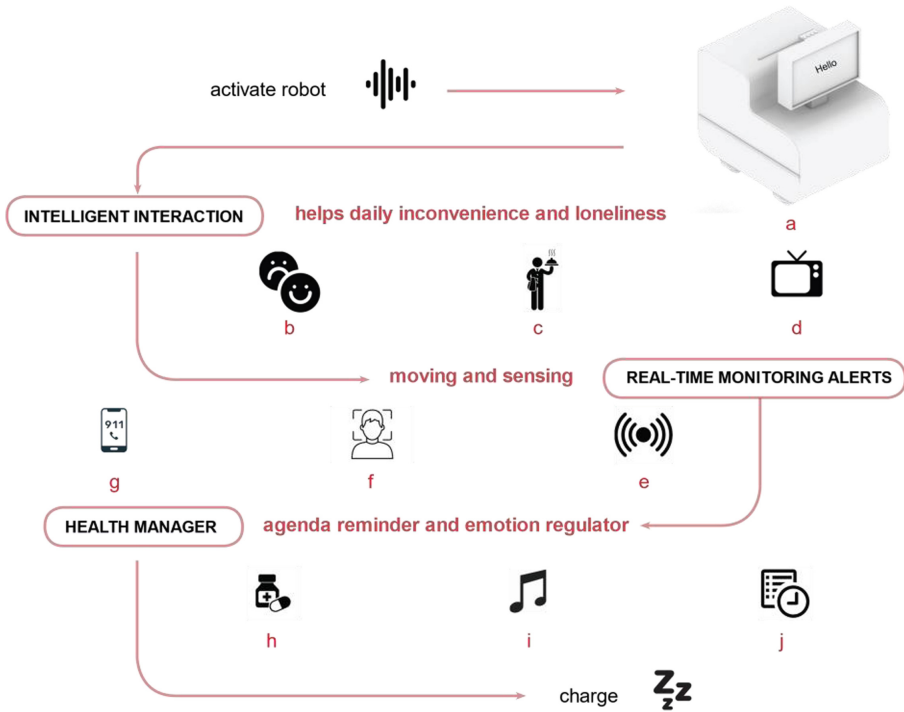 activate robot
Hello
a
INTELLIGENT INTERACTION
helps daily inconvenience and loneliness
b
c
d
moving and sensing
REAL-TIME MONITORING ALERTS
911
g
f
e
HEALTH MANAGER
agenda reminder and emotion regulator
h
i
j
charge
ZZZ